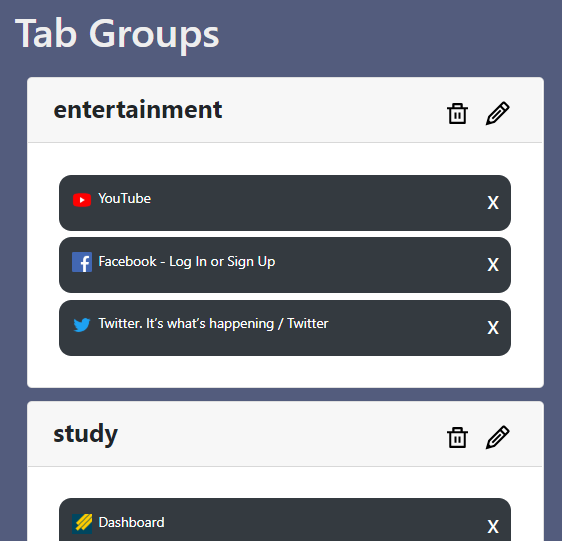 Tab Groups
entertainment
YouTube
X
Facebook - Log In or Sign Up
X
Twitter. It's what's happening / Twitter
X
study
Dashboard
X